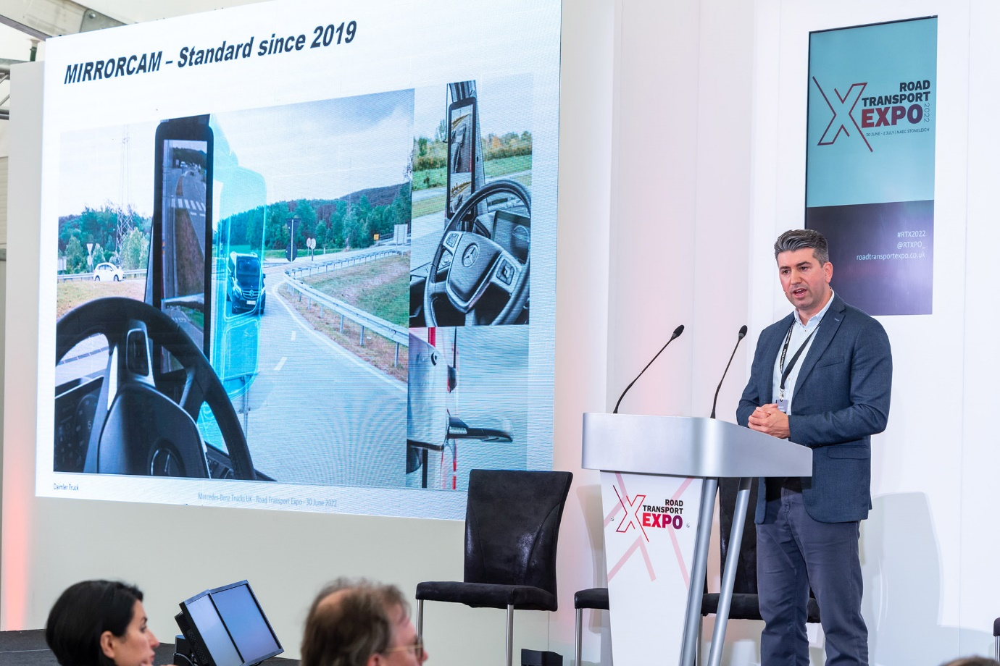 MIRRORCAM – Standard since 2019
Daimler Truck
Mercedes-Benz Trucks UK - Road Transport Expo - 30 June 2022
ROAD
TRANSPORT
EXPO 2022
30 JUNE - 2 JULY | NAEC STONELEIGH
#RTX2022
@RTXPO_
roadtransportexpo.co.uk
ROAD
TRANSPORT
EXPO